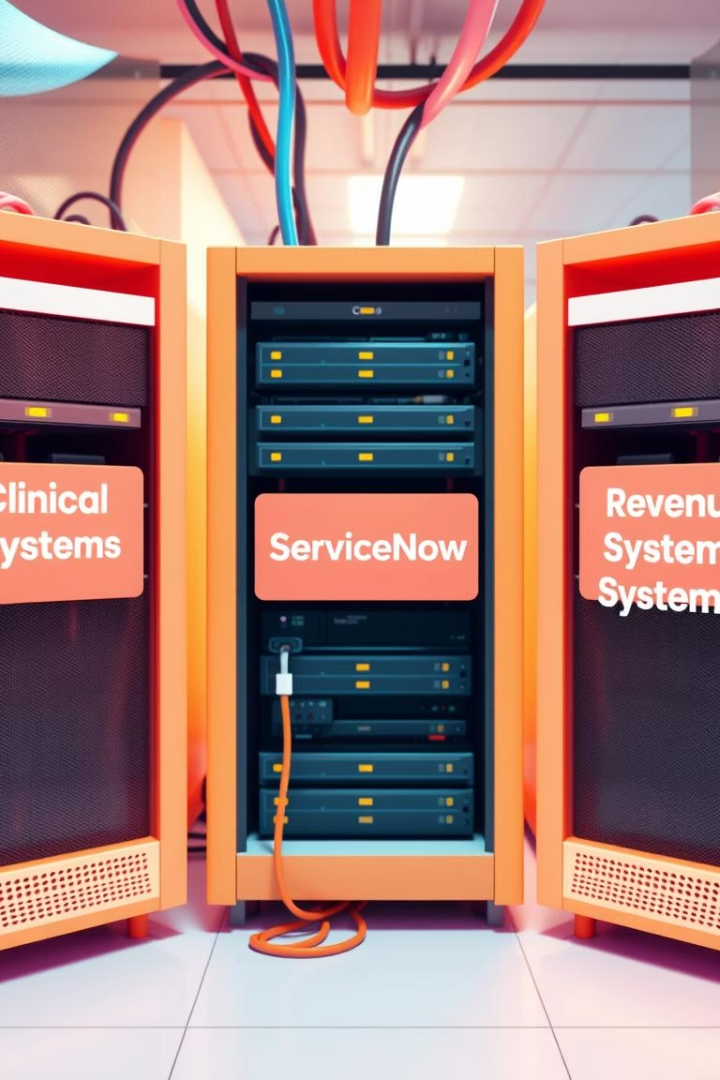 Clinical
ystems
ServiceNow
Revenu
System
System